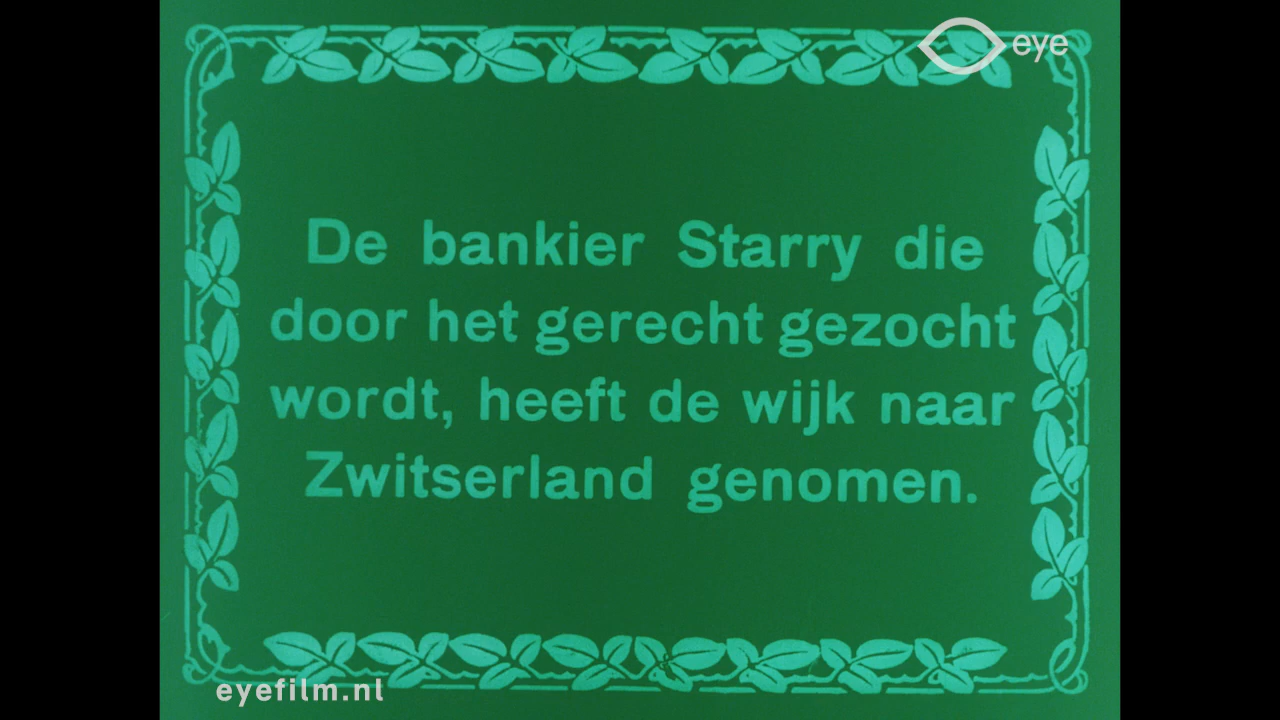 eye
De bankier Starry die
door het gerecht gezocht
wordt, heeft de wijk naar
Zwitserland genomen.
eyefilm.nl